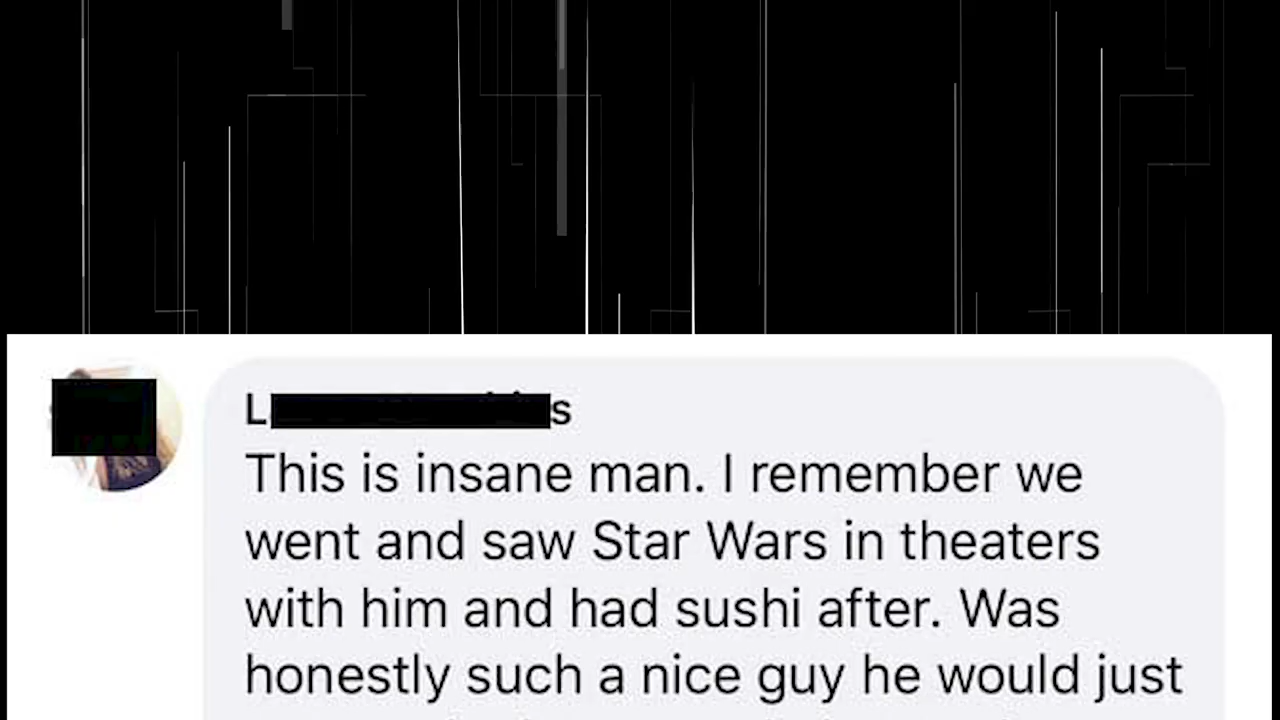 L s
This is insane man. I remember we
went and saw Star Wars in theaters
with him and had sushi after. Was
honestly such a nice guy he would just